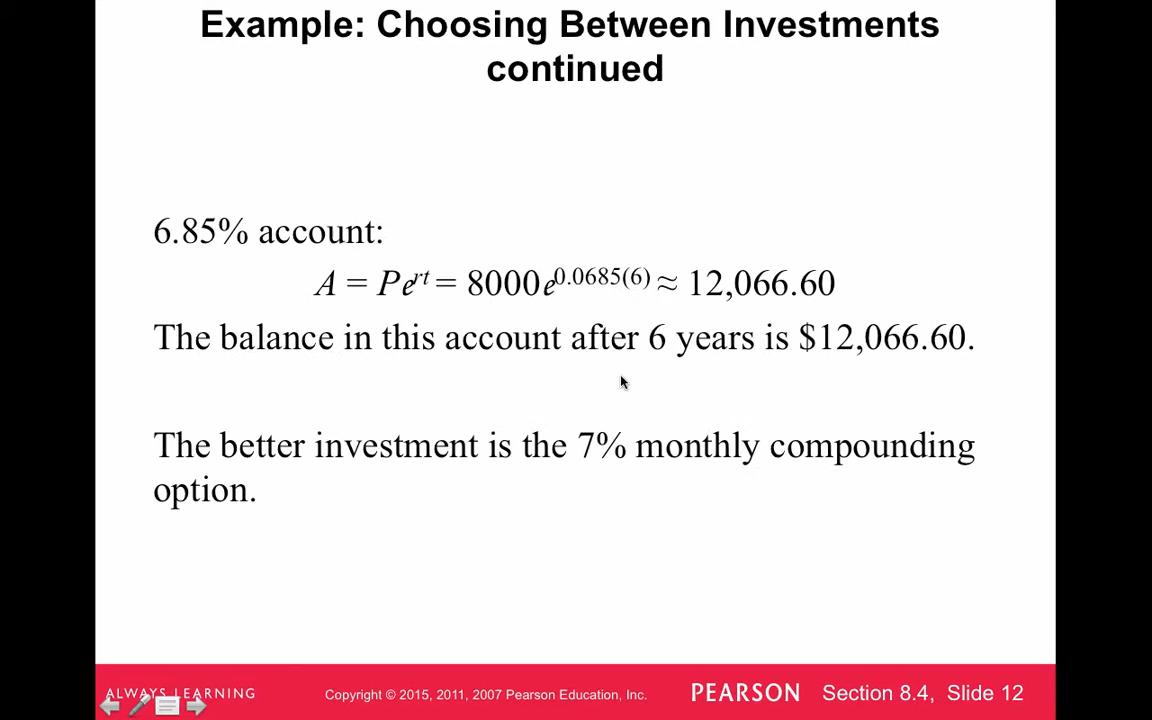 Example: Choosing Between Investments
continued
6.85% account:
A = Pe^rt = 8000e^0.0685(6) ≈ 12,066.60
The balance in this account after 6 years is $12,066.60.
The better investment is the 7% monthly compounding
option.
ALWAYS LEARNING Copyright © 2015, 2011, 2007 Pearson Education, Inc. PEARSON Section 8.4, Slide 12